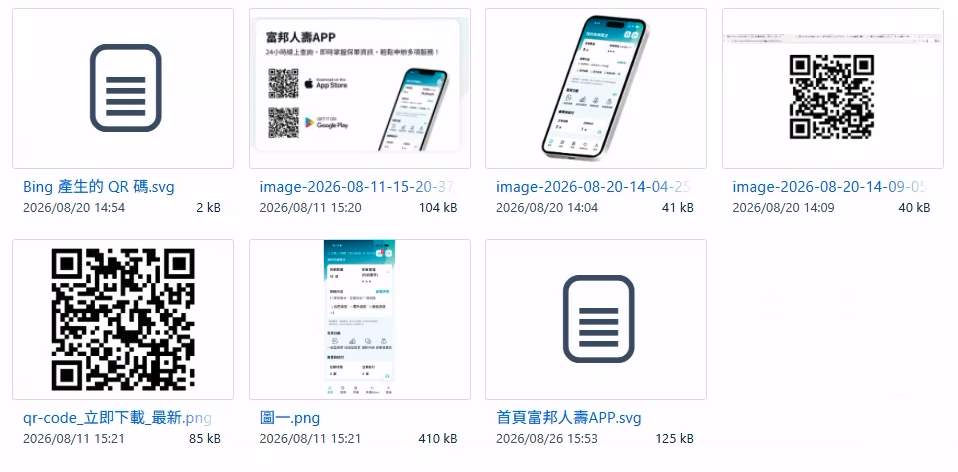 富邦人壽APP
24小時線上查詢，即時掌握保單資訊，輕鬆申辦多項服務！
Download on the
App Store
GET IT ON
Google Play
Bing 產生的 QR 碼.svg
2026/08/20 14:54 2 kB
image-2026-08-11-15-20-37
2026/08/11 15:20 104 kB
image-2026-08-20-14-04-25
2026/08/20 14:04 41 kB
image-2026-08-20-14-09-05
2026/08/20 14:09 40 kB
qr-code_立即下載_最新.png
2026/08/11 15:21 85 kB
圖一.png
2026/08/11 15:21 410 kB
首頁富邦人壽APP.svg
2026/08/26 15:53 125 kB